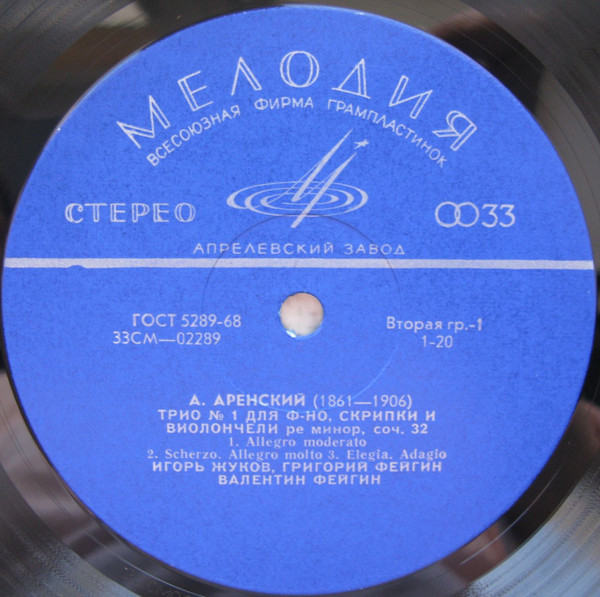 МЕЛОДИЯ
ВСЕСОЮЗНАЯ ФИРМА ГРАМПЛАСТИНОК
СТЕРЕО
33
АПРЕЛЕВСКИЙ ЗАВОД
ГОСТ 5289-68
33СМ—02289
Вторая гр.-1
1-20
А. АРЕНСКИЙ (1861—1906)
ТРИО № 1 ДЛЯ Ф-НО, СКРИПКИ И
ВИОЛОНЧЕЛИ ре минор, соч. 32
1. Allegro moderato
2. Scherzo. Allegro molto 3. Elegia. Adagio
ИГОРЬ ЖУКОВ, ГРИГОРИЙ ФЕЙГИН
ВАЛЕНТИН ФЕЙГИН